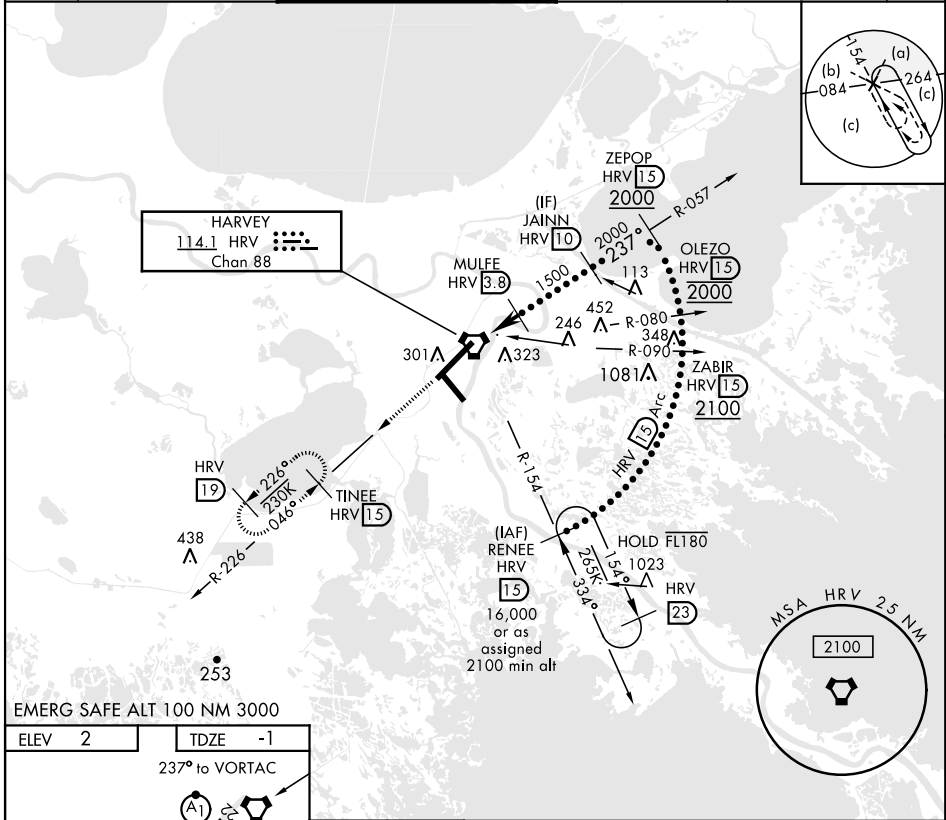 154
(a)
(b)
084
264
(c)
(c)
ZEPOP
HRV 15
2000
R-057
(IF)
JAINN
HRV 10
2000
237°
HARVEY
114.1 HRV
Chan 88
MULFE
HRV 3.8
1500
OLEZO
HRV 15
2000
113
452
246
R-080
348
R-090
301
323
1081
ZABIR
HRV 15
2100
HRV 15 Arc
R-154
HRV
19
226°
230K
046°
TINEE
HRV 15
438
R-226
(IAF)
RENEE
HRV
15
16,000
or as
assigned
2100 min alt
HOLD FL180
154°
265K
334°
1023
HRV
23
MSA HRV 25 NM
2100
253
EMERG SAFE ALT 100 NM 3000
ELEV 2
TDZE -1
237° to VORTAC
A1